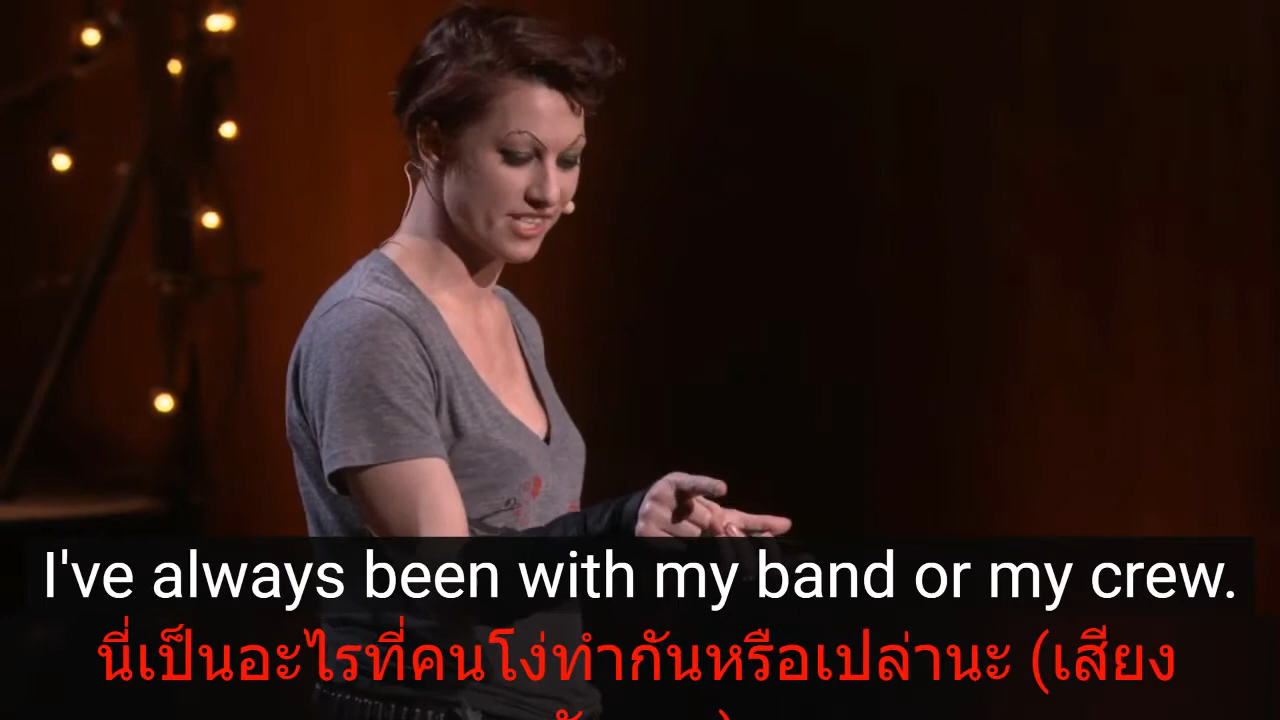 I've always been with my band or my crew.
นี่เป็นอะไรที่คนโง่ทำกันหรือเปล่านะ (เสียง